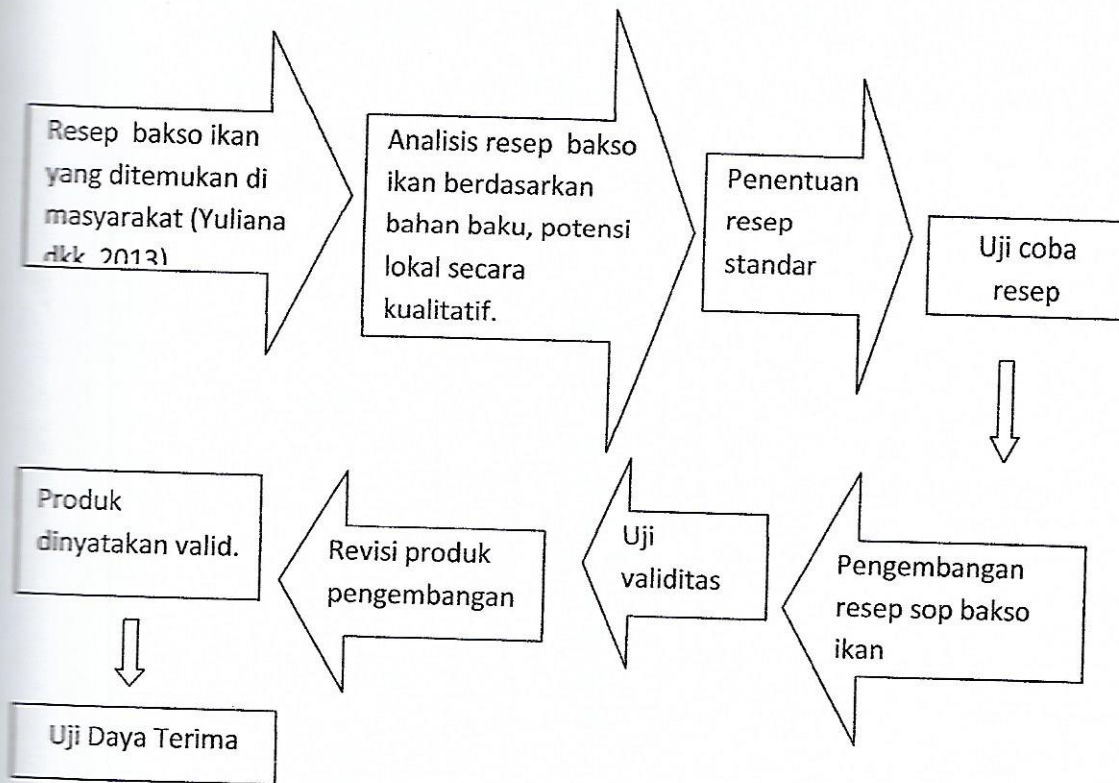 Resep bakso ikan
yang ditemukan di
masyarakat (Yuliana
dkk 2013)
Analisis resep bakso
ikan berdasarkan
bahan baku, potensi
lokal secara
kualitatif.
Penentuan
resep
standar
Uji coba
resep
Pengembangan
resep sop bakso
ikan
Uji
validitas
Revisi produk
pengembangan
Produk
dinyatakan valid.
Uji Daya Terima